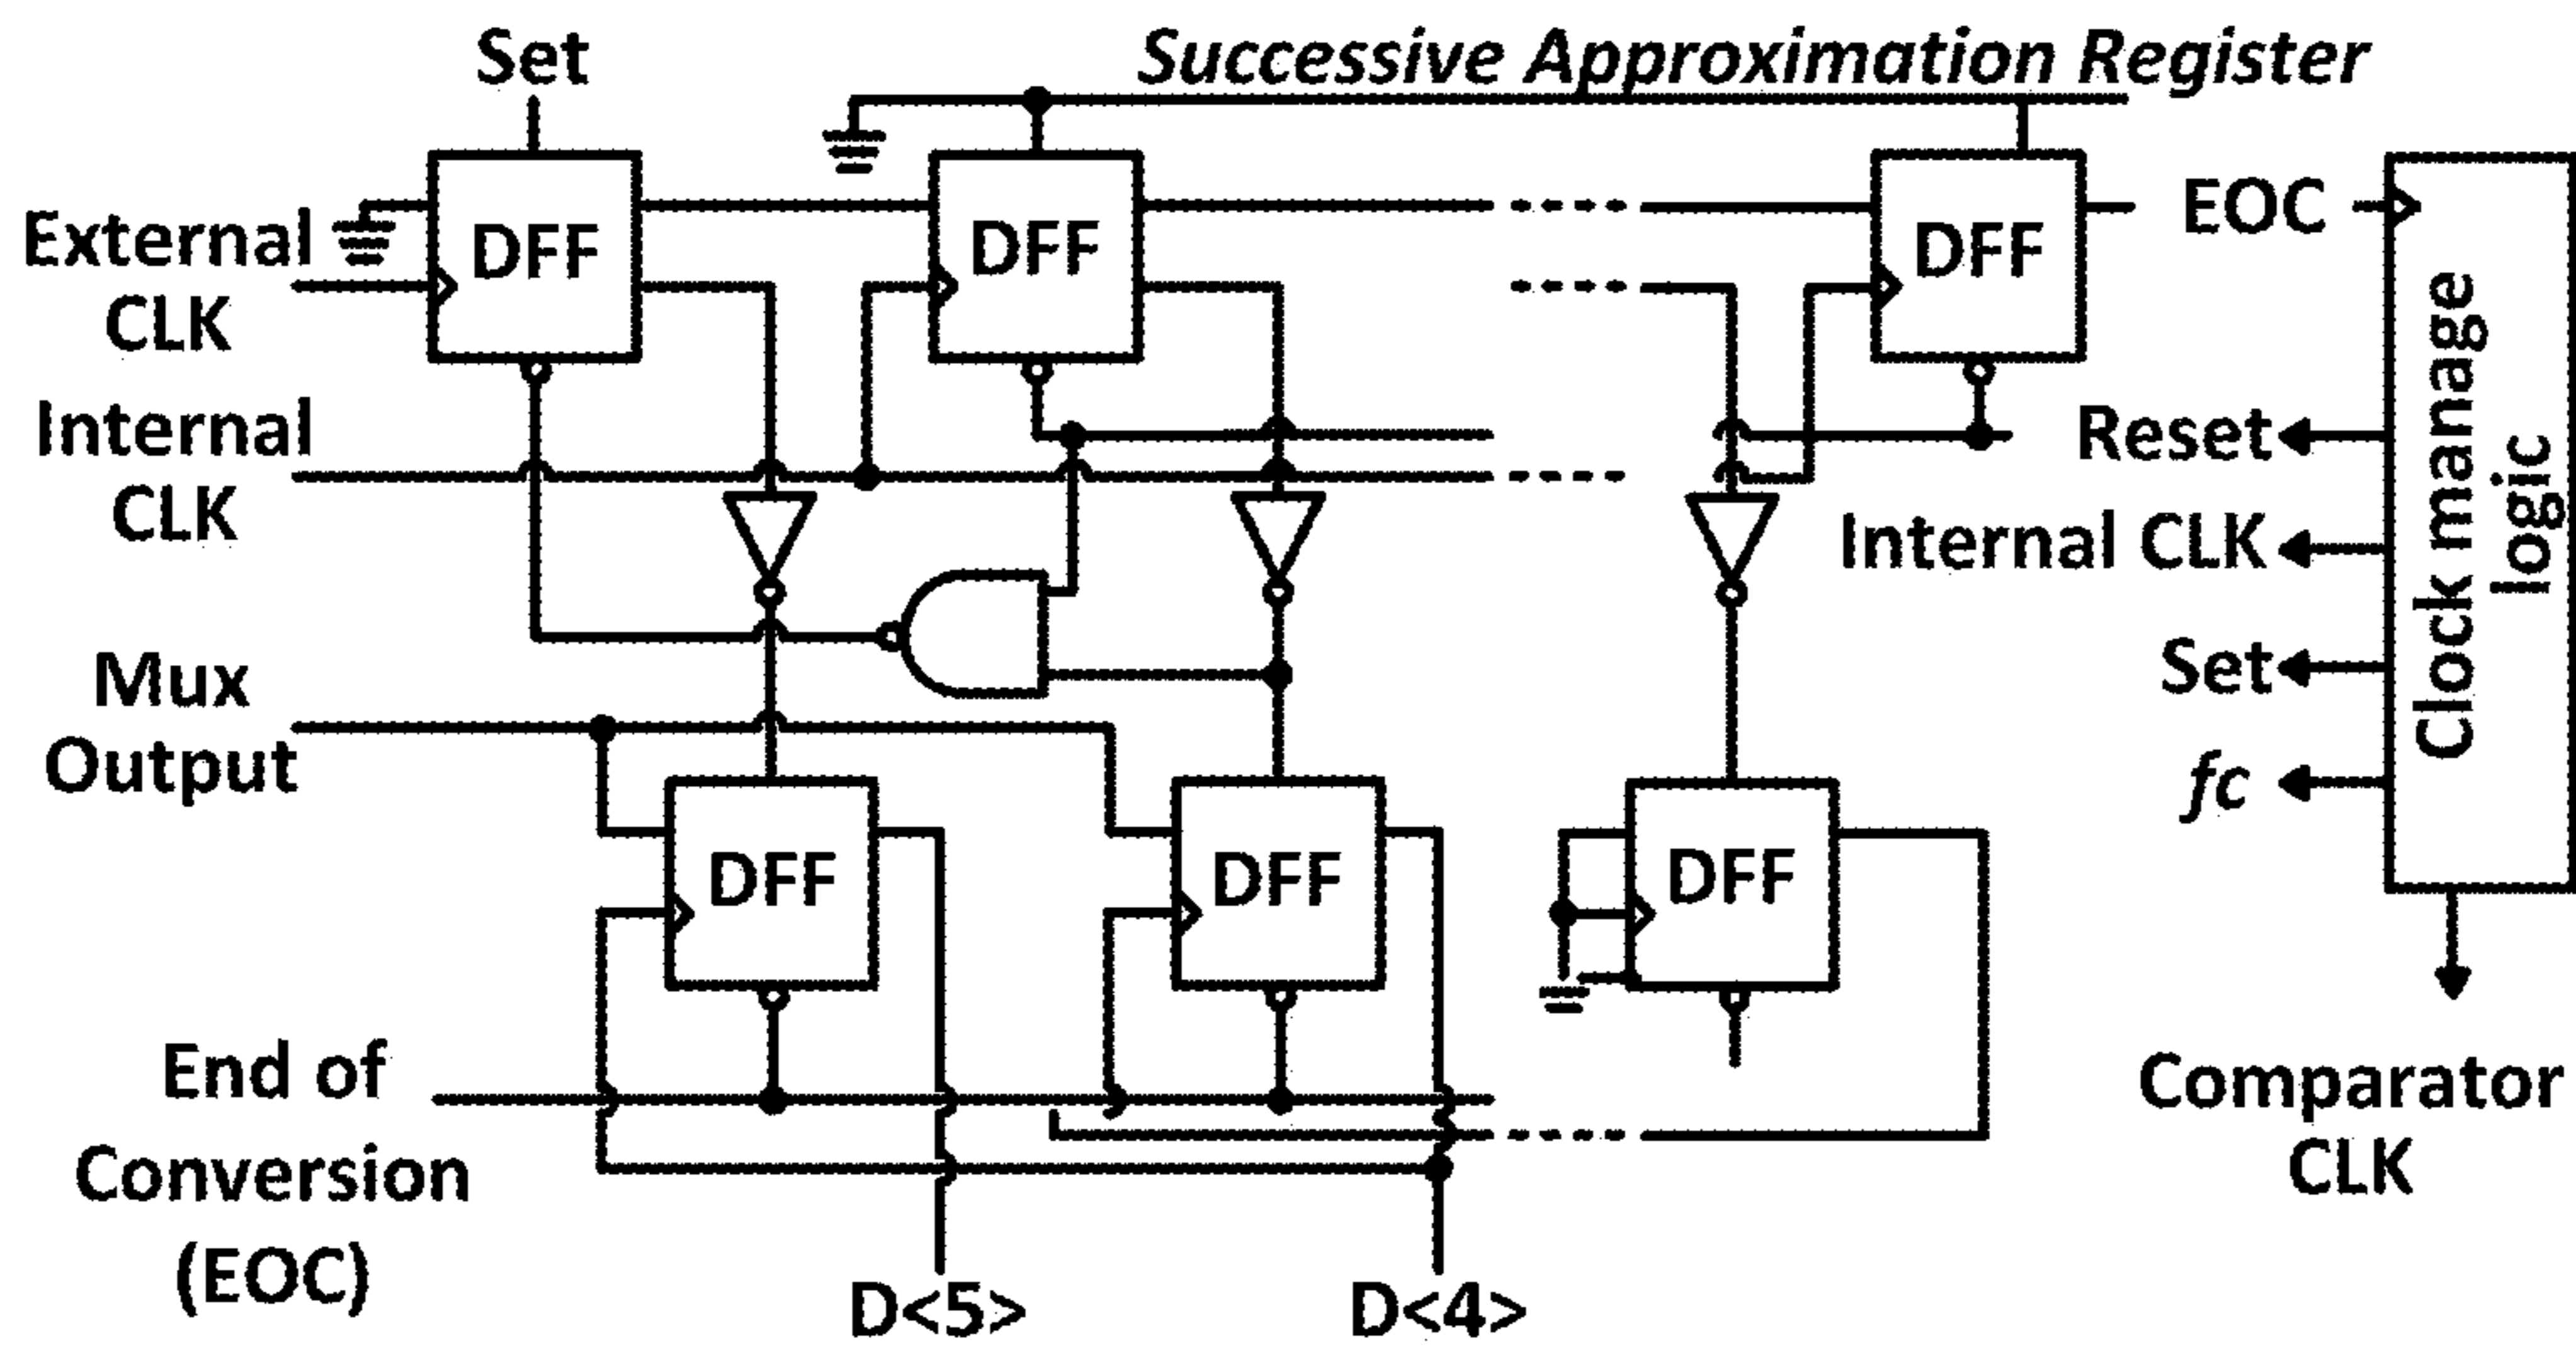 Set
Successive Approximation Register
External
CLK
DFF
DFF
DFF
EOC
Internal
CLK
Reset
Internal CLK
Set
fc
Clock manage
logic
Mux
Output
DFF
DFF
DFF
End of
Conversion
(EOC)
Comparator
CLK
D<5>
D<4>